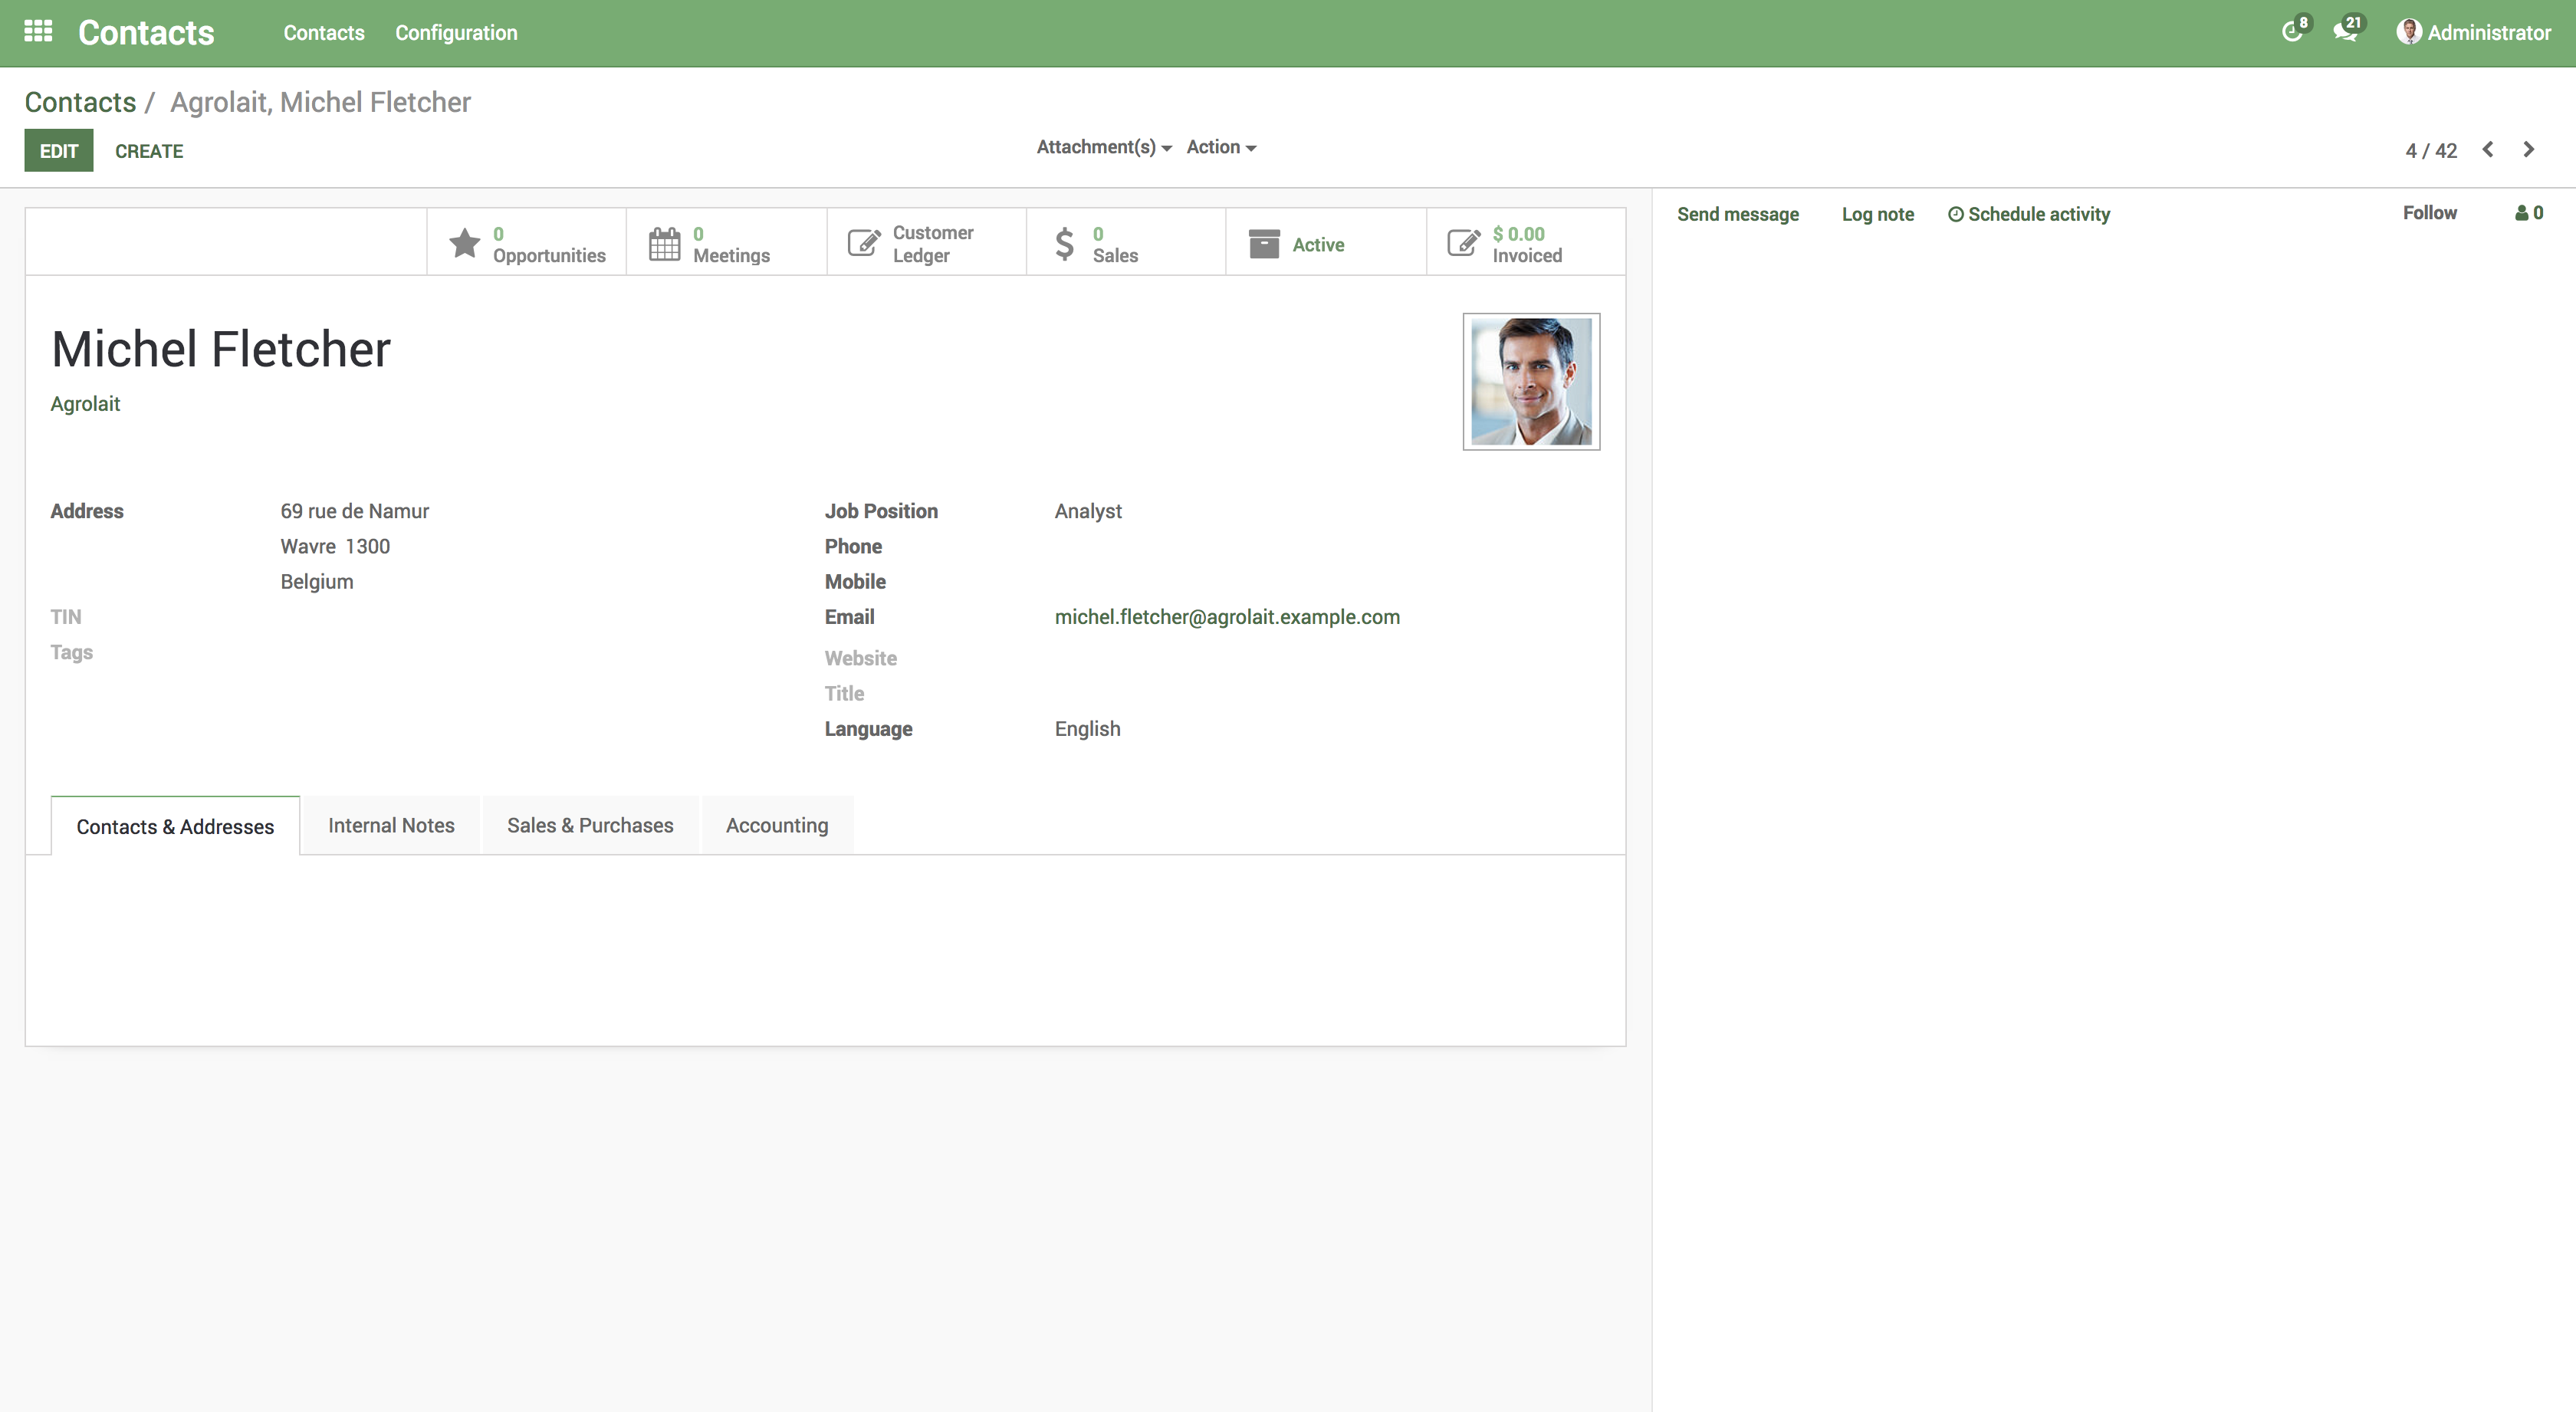 Contacts Contacts Configuration 8 21 Administrator
Contacts / Agrolait, Michel Fletcher
EDIT CREATE Attachment(s) Action 4 / 42
0 Opportunities
0 Meetings
Customer Ledger
0 Sales
Active
$ 0.00 Invoiced
Send message Log note Schedule activity Follow 0
Michel Fletcher
Agrolait
Address 69 rue de Namur
Wavre 1300
Belgium
TIN
Tags
Job Position Analyst
Phone
Mobile
Email michel.fletcher@agrolait.example.com
Website
Title
Language English
Contacts & Addresses Internal Notes Sales & Purchases Accounting